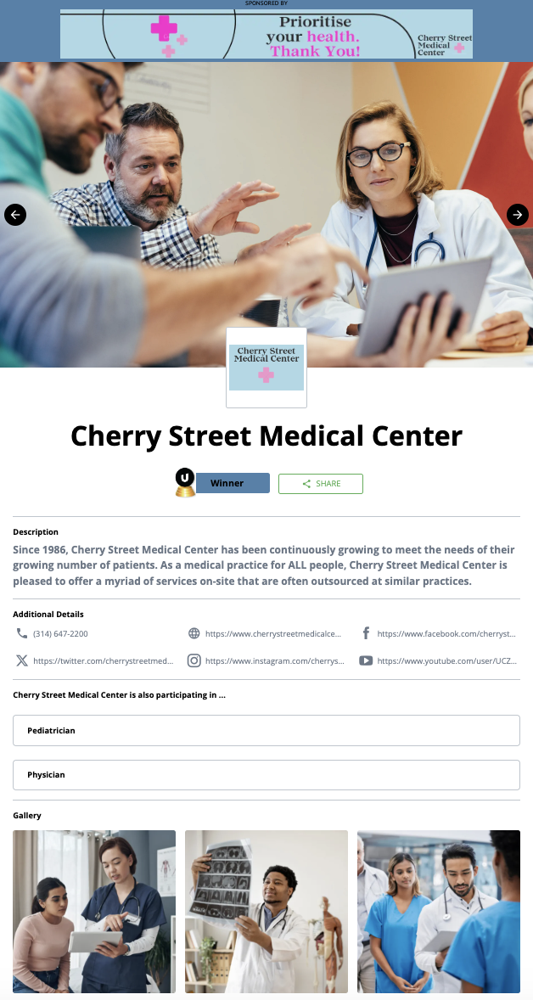 SPONSORED BY
Prioritise
your health.
Thank You!
Cherry Street
Medical
Center
Cherry Street
Medical Center
Cherry Street Medical Center
U
Winner
SHARE
Description
Since 1986, Cherry Street Medical Center has been continuously growing to meet the needs of their
growing number of patients. As a medical practice for ALL people, Cherry Street Medical Center is
pleased to offer a myriad of services on-site that are often outsourced at similar practices.
Additional Details
(314) 647-2200
https://www.cherrystreetmedicalce...
https://www.facebook.com/cherryst...
https://twitter.com/cherrystreetmed...
https://www.instagram.com/cherrys...
https://www.youtube.com/user/UCZ...
Cherry Street Medical Center is also participating in ...
Pediatrician
Physician
Gallery